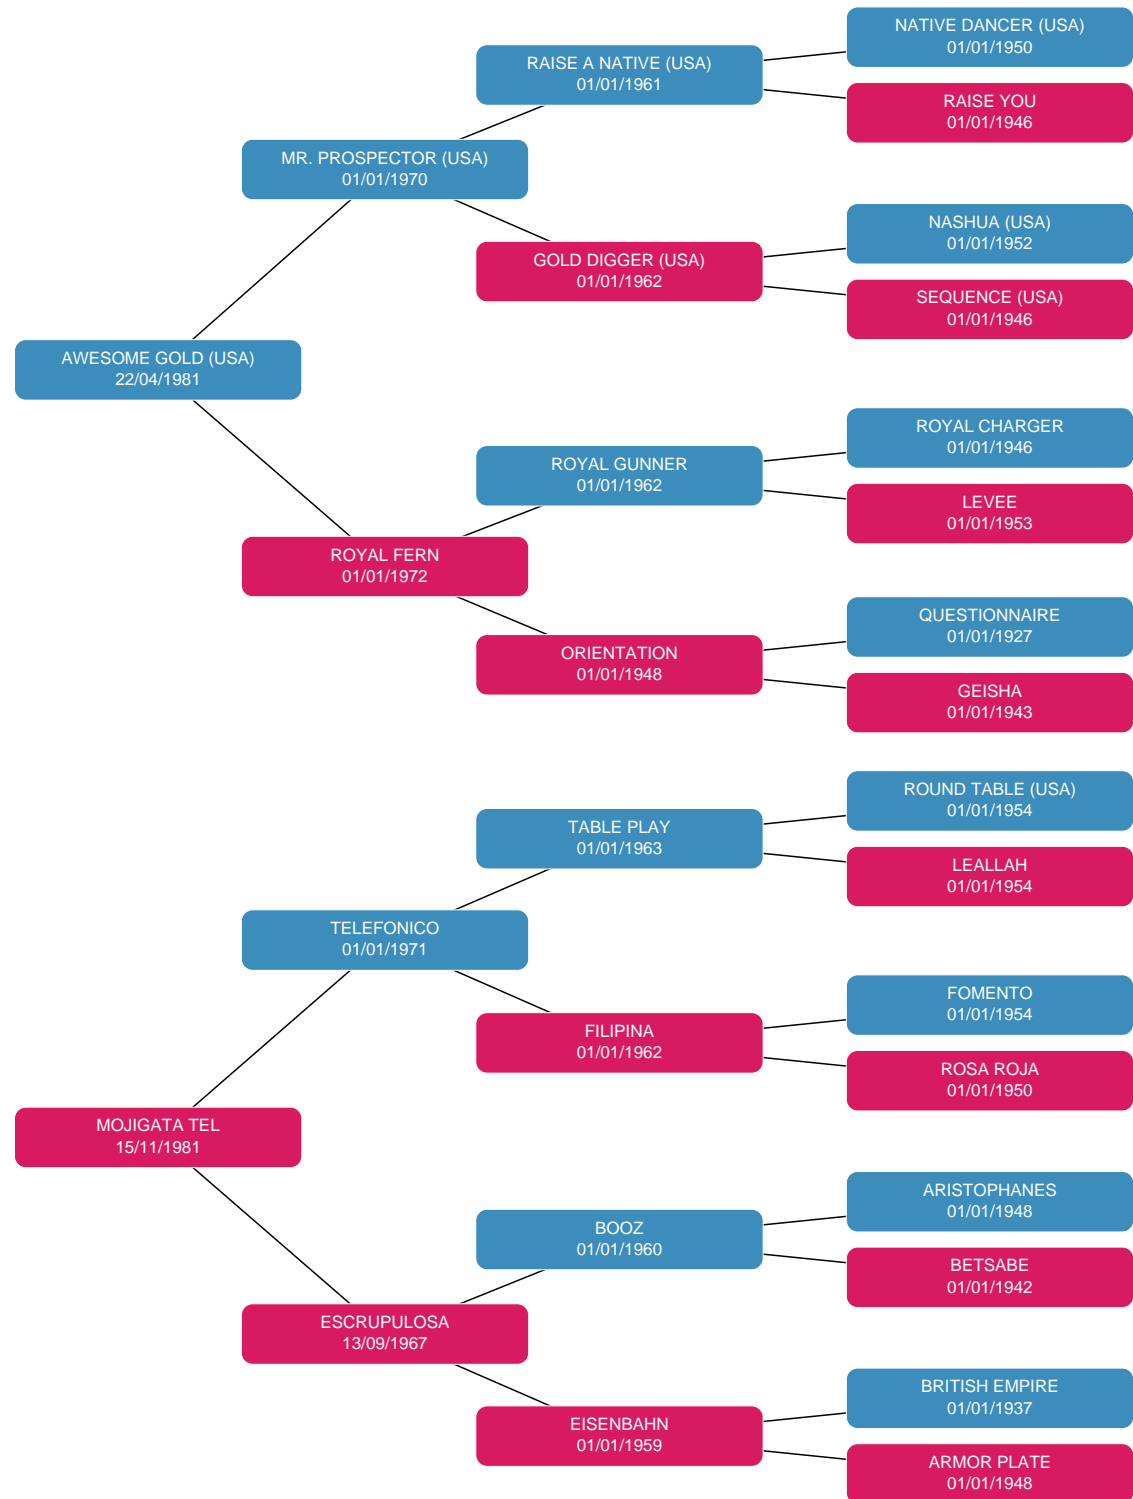 NATIVE DANCER (USA)
01/01/1950
RAISE A NATIVE (USA)
01/01/1961
RAISE YOU
01/01/1946
MR. PROSPECTOR (USA)
01/01/1970
NASHUA (USA)
01/01/1952
GOLD DIGGER (USA)
01/01/1962
SEQUENCE (USA)
01/01/1946
AWESOME GOLD (USA)
22/04/1981
ROYAL CHARGER
01/01/1946
ROYAL GUNNER
01/01/1962
LEVEE
01/01/1953
ROYAL FERN
01/01/1972
QUESTIONNAIRE
01/01/1927
ORIENTATION
01/01/1948
GEISHA
01/01/1943
ROUND TABLE (USA)
01/01/1954
TABLE PLAY
01/01/1963
LEALLAH
01/01/1954
TELEFONICO
01/01/1971
FOMENTO
01/01/1954
FILIPINA
01/01/1962
ROSA ROJA
01/01/1950
MOJIGATA TEL
15/11/1981
ARISTOPHANES
01/01/1948
BOOZ
01/01/1960
BETSABE
01/01/1942
ESCRUPULOSA
13/09/1967
BRITISH EMPIRE
01/01/1937
EISENBAHN
01/01/1959
ARMOR PLATE
01/01/1948